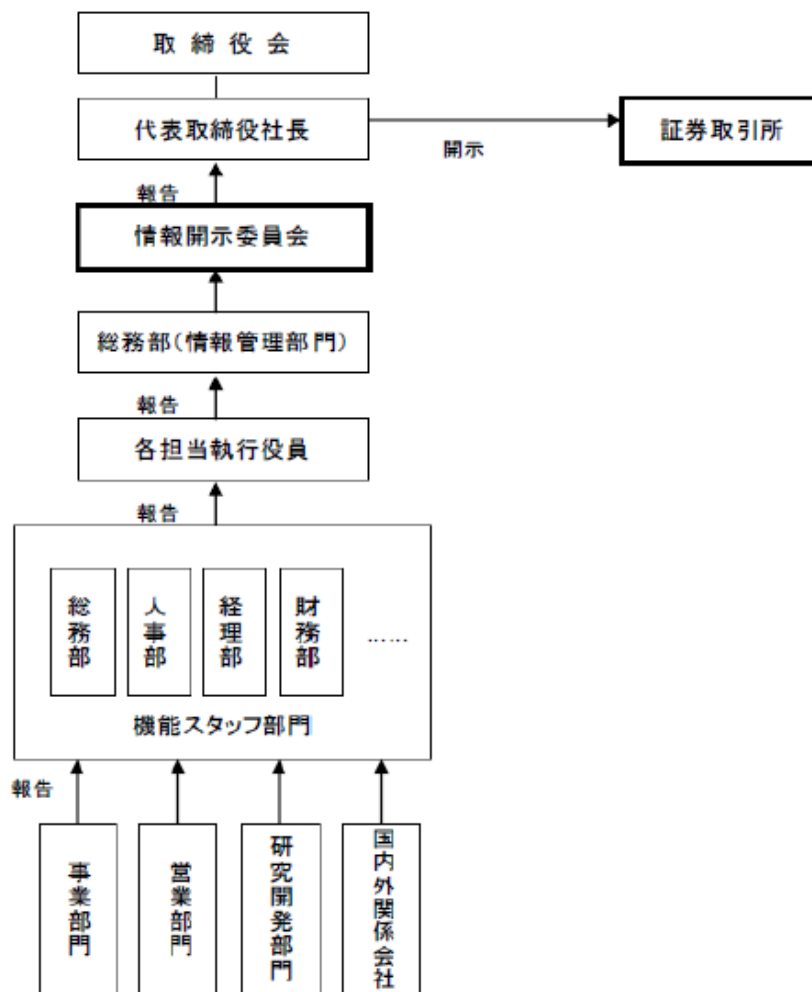 取締役会
代表取締役社長
証券取引所
開示
報告
情報開示委員会
総務部(情報管理部門)
報告
各担当執行役員
報告
総務部
人事部
経理部
財務部
……
機能スタッフ部門
報告
事業部門
営業部門
研究開発部門
国内外関係会社